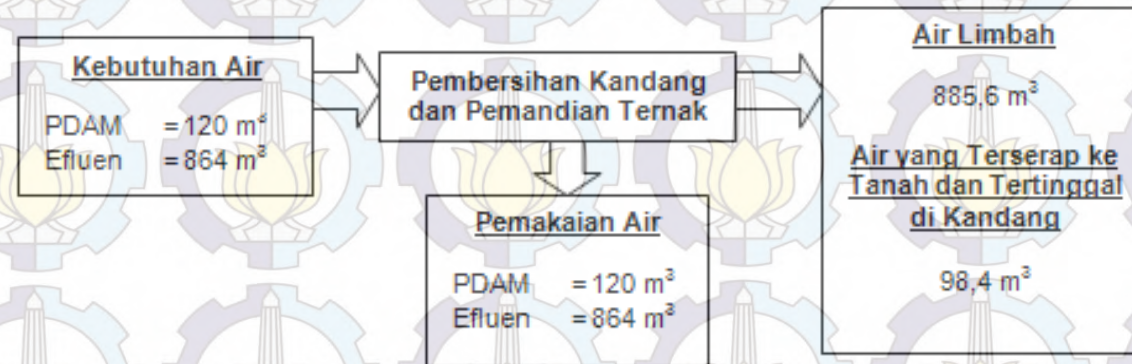 Kebutuhan Air
PDAM = 120 m³
Efluen = 864 m³
Pembersihan Kandang
dan Pemandian Ternak
Pemakaian Air
PDAM = 120 m³
Efluen = 864 m³
Air Limbah
885,6 m³
Air yang Terserap ke
Tanah dan Tertinggal
di Kandang
98,4 m³